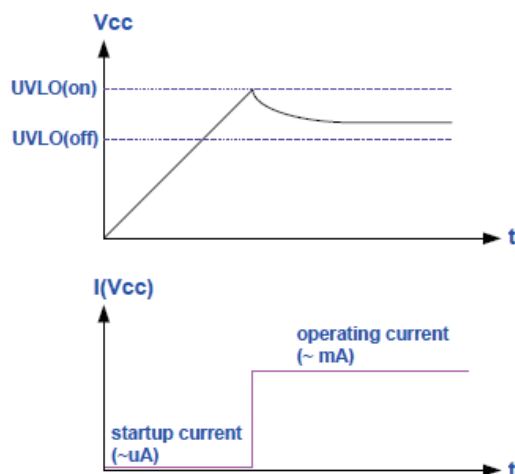 Vcc
UVLO(on)
UVLO(off)
t
I(Vcc)
operating current
(~ mA)
startup current
(~uA)
t